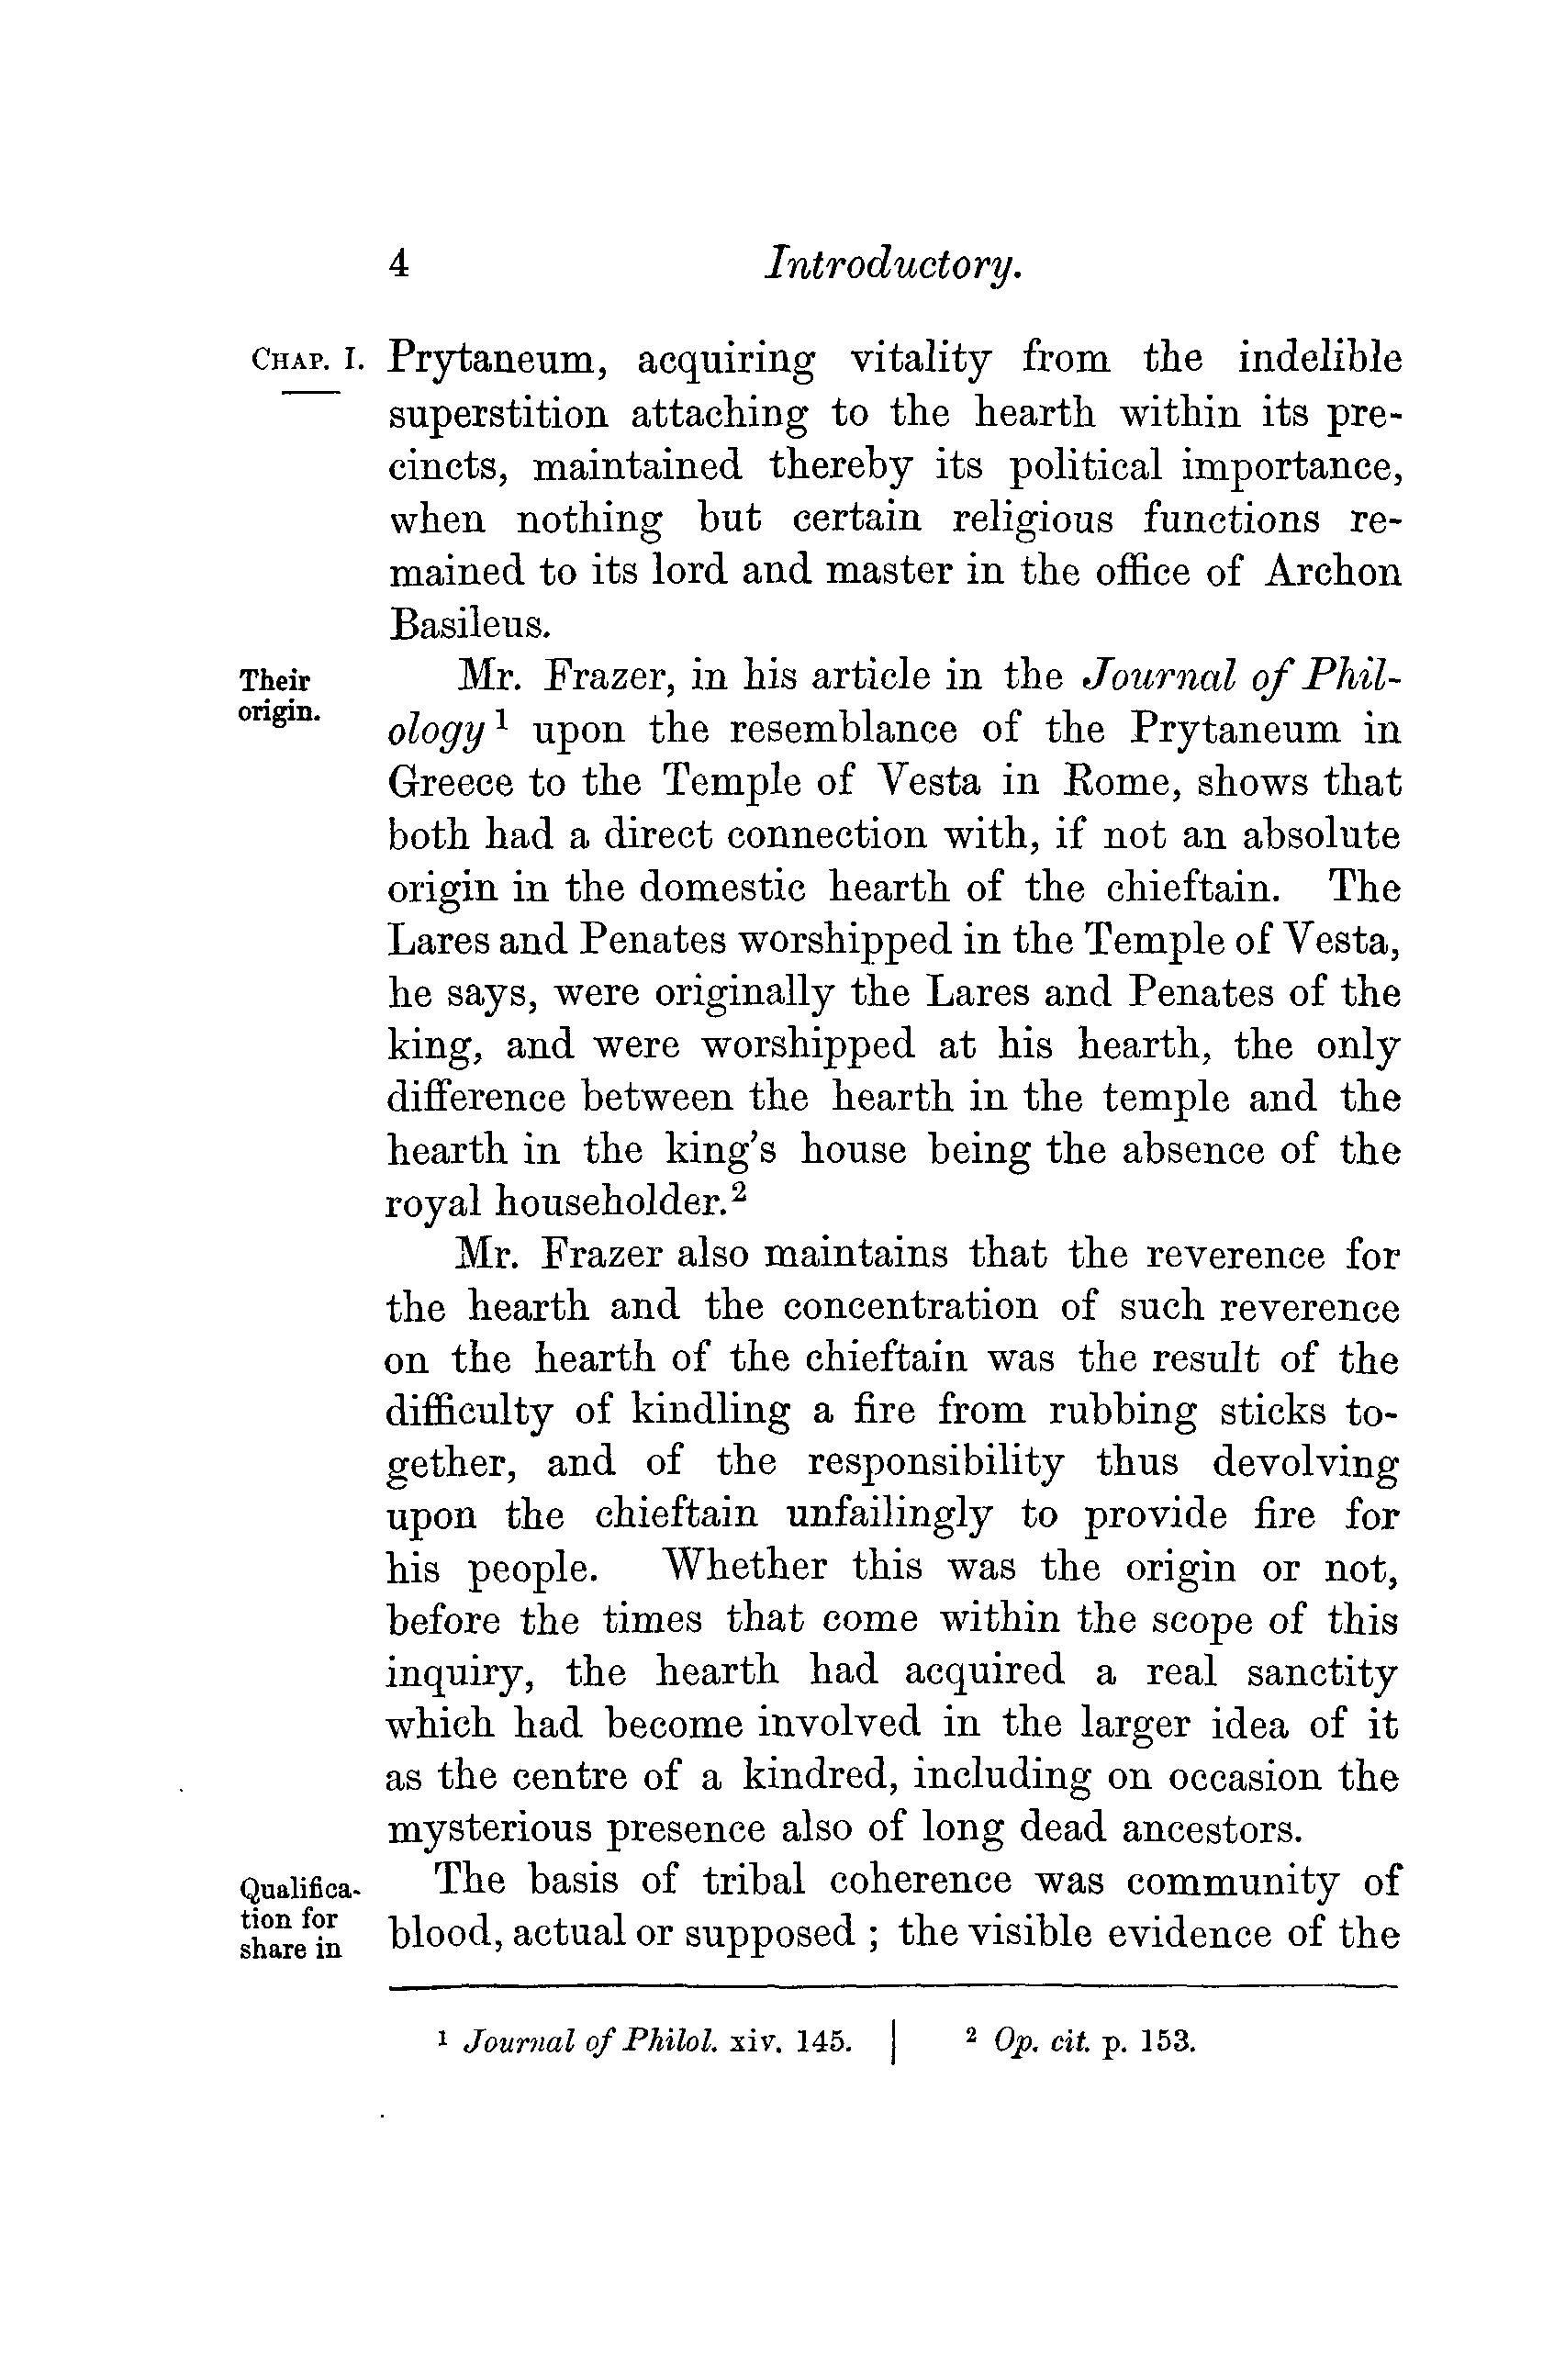 4 Introductory.
CHAP. I. Prytaneum, acquiring vitality from the indelible
superstition attaching to the hearth within its pre-
cincts, maintained thereby its political importance,
when nothing but certain religious functions re-
mained to its lord and master in the office of Archon
Basileus.
Their
origin.
Mr. Frazer, in his article in the Journal of Phil-
ology¹ upon the resemblance of the Prytaneum in
Greece to the Temple of Vesta in Rome, shows that
both had a direct connection with, if not an absolute
origin in the domestic hearth of the chieftain. The
Lares and Penates worshipped in the Temple of Vesta,
he says, were originally the Lares and Penates of the
king, and were worshipped at his hearth, the only
difference between the hearth in the temple and the
hearth in the king's house being the absence of the
royal householder.²
Mr. Frazer also maintains that the reverence for
the hearth and the concentration of such reverence
on the hearth of the chieftain was the result of the
difficulty of kindling a fire from rubbing sticks to-
gether, and of the responsibility thus devolving
upon the chieftain unfailingly to provide fire for
his people. Whether this was the origin or not,
before the times that come within the scope of this
inquiry, the hearth had acquired a real sanctity
which had become involved in the larger idea of it
as the centre of a kindred, including on occasion the
mysterious presence also of long dead ancestors.
Qualifica-
tion for
share in
The basis of tribal coherence was community of
blood, actual or supposed ; the visible evidence of the
¹ Journal of Philol. xiv. 145. | ² Op. cit. p. 153.